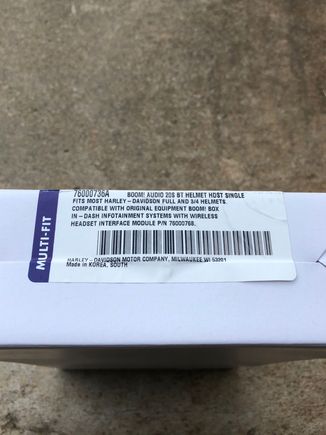 76000736A BOOM! AUDIO 20S BT HELMET HDST SINGLE
FITS MOST HARLEY-DAVIDSON FULL AND 3/4 HELMETS.
COMPATIBLE WITH ORIGINAL EQUIPMENT BOOM! BOX
IN-DASH INFOTAINMENT SYSTEMS WITH WIRELESS
HEADSET INTERFACE MODULE P/N 76000768.
HARLEY-DAVIDSON MOTOR COMPANY, MILWAUKEE WI 53201
Made in KOREA, SOUTH
MULTI-FIT